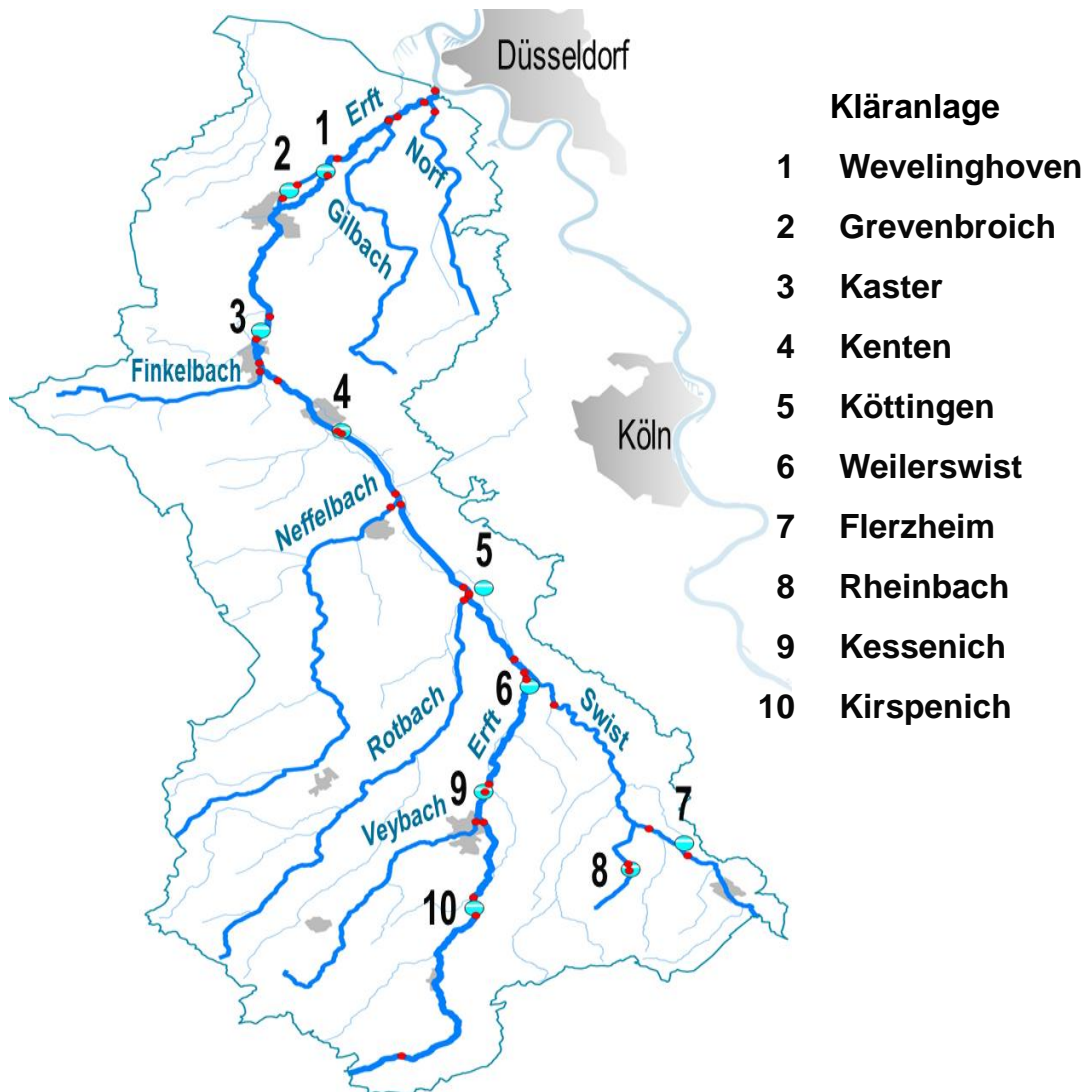 Düsseldorf
Erft
1
2
Norf
Gilbach
3
Finkelbach
4
Köln
Neffelbach
5
6
Swist
Rotbach
Erft
9
Veybach
7
8
10
Kläranlage
1 Wevelinghoven
2 Grevenbroich
3 Kaster
4 Kenten
5 Köttingen
6 Weilerswist
7 Flerzheim
8 Rheinbach
9 Kessenich
10 Kirspenich